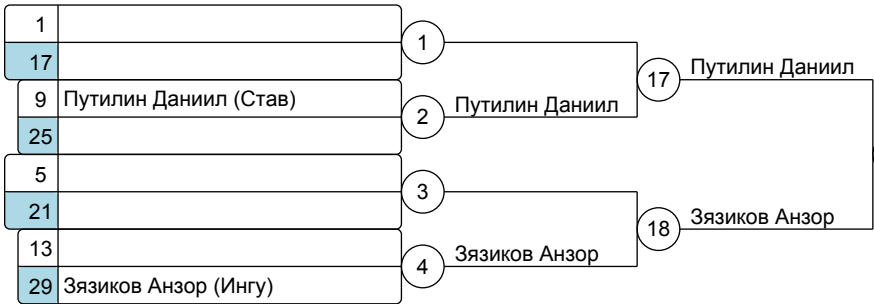 1
1
17
17
Путилин Даниил
9 Путилин Даниил (Став)
2
Путилин Даниил
25
5
3
21
18
Зязиков Анзор
13
4
Зязиков Анзор
29 Зязиков Анзор (Ингу)